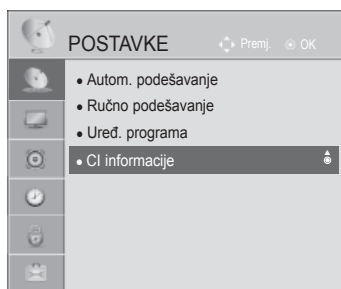 POSTAVKE Premj. OK
• Autom. podešavanje
• Ručno podešavanje
• Uređ. programa
• CI informacije